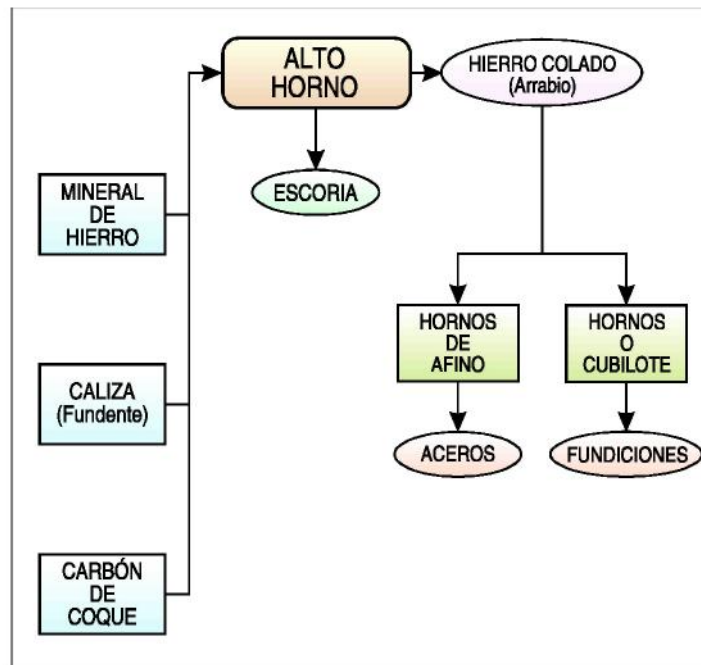 ALTO
HORNO
HIERRO COLADO
(Arrabio)
ESCORIA
MINERAL
DE
HIERRO
CALIZA
(Fundente)
CARBÓN
DE
COQUE
HORNOS
DE
AFINO
HORNOS
O
CUBILOTE
ACEROS
FUNDICIONES